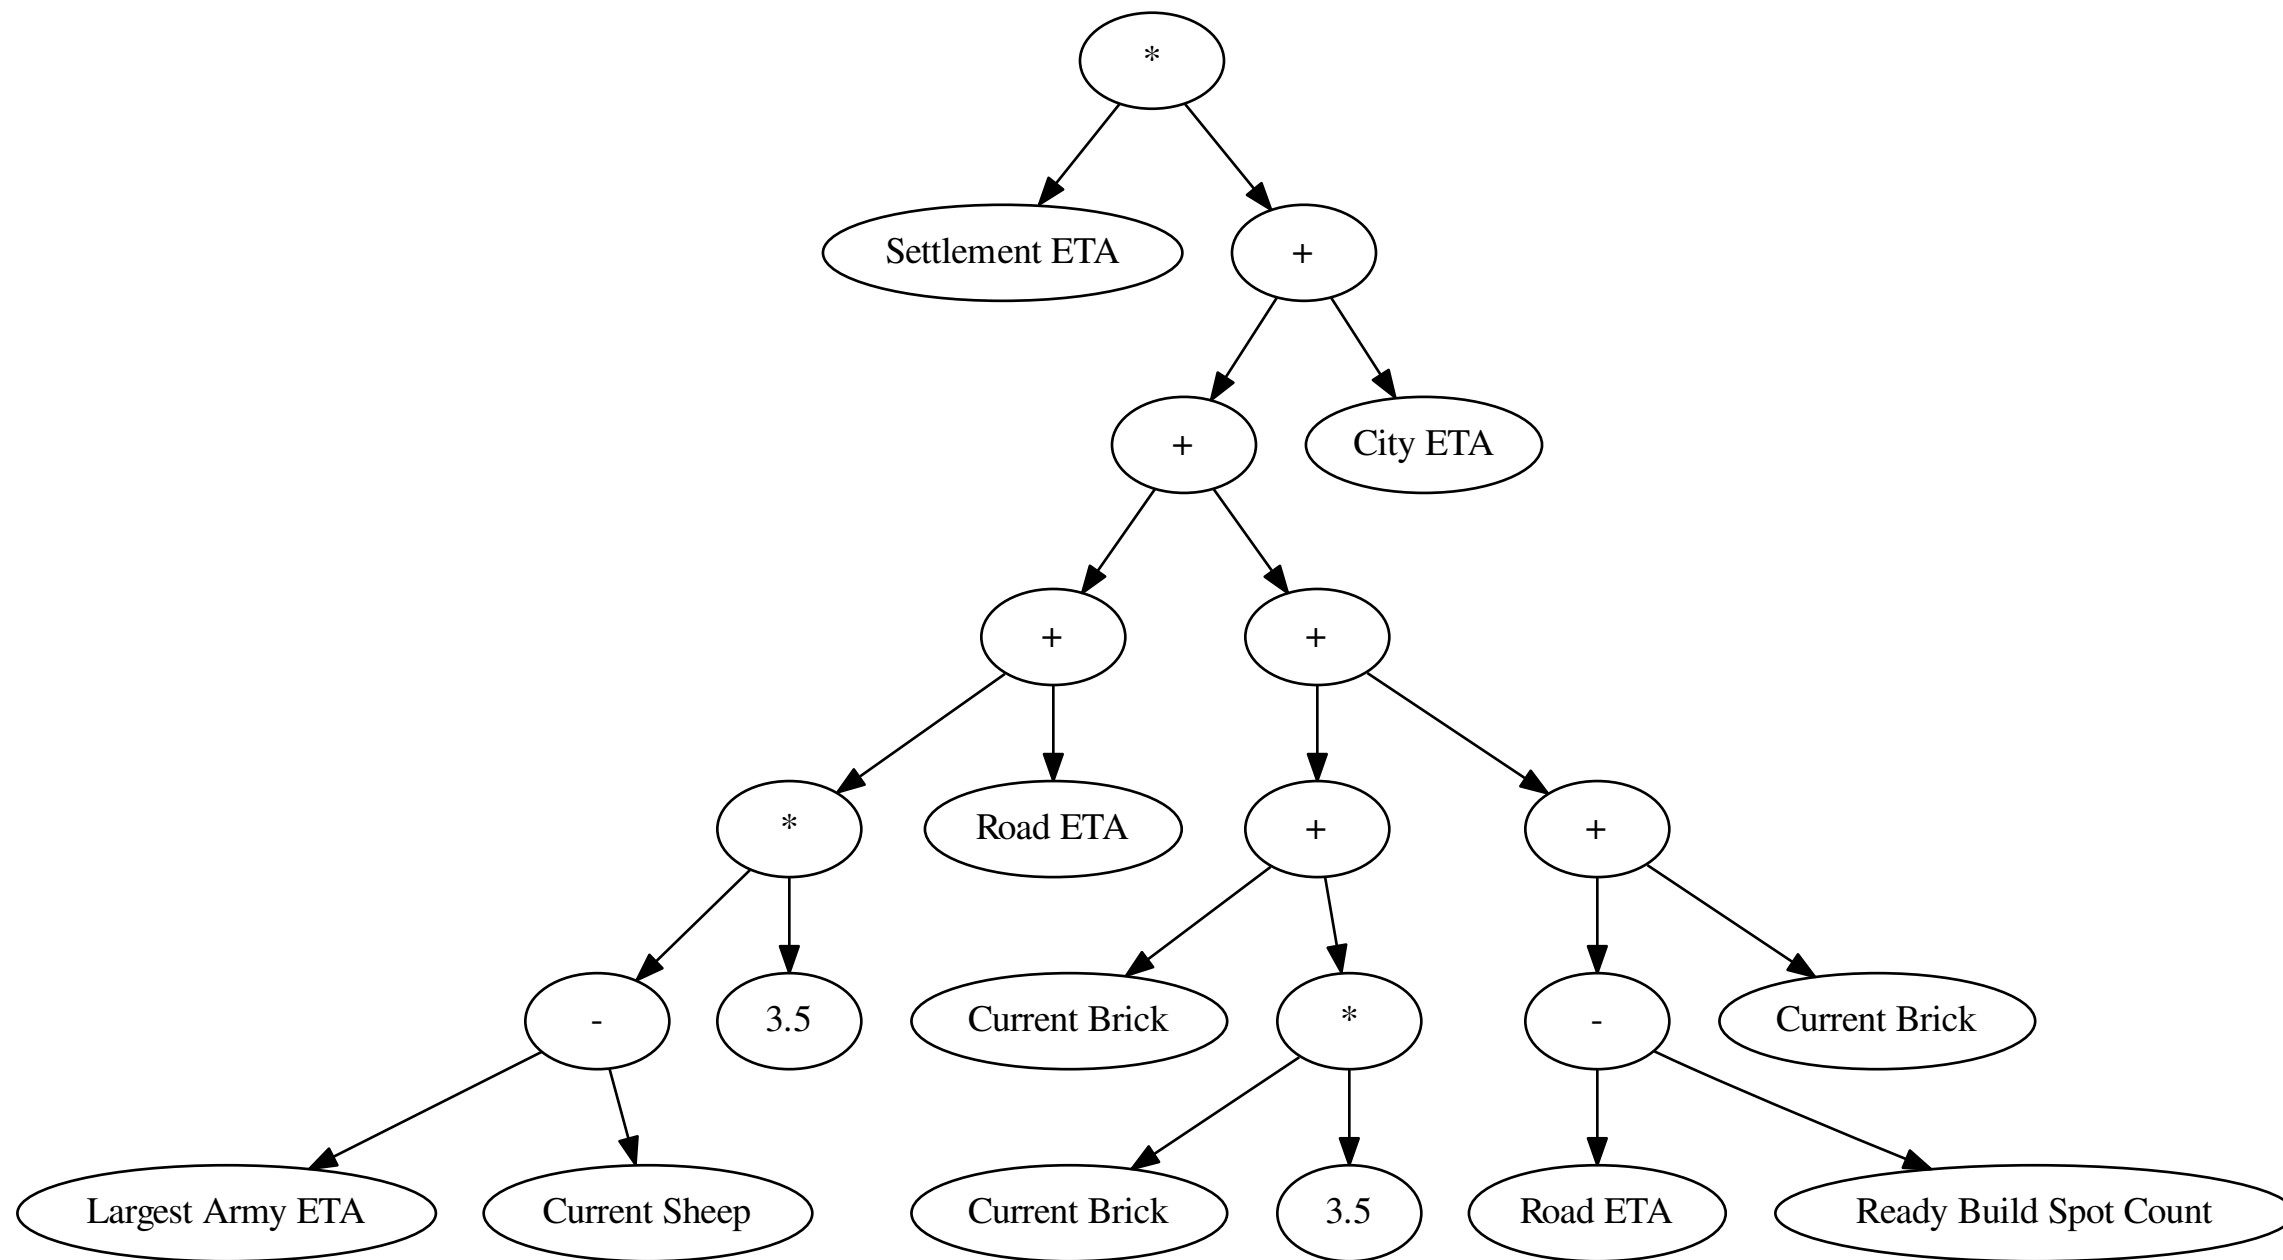 *
Settlement ETA
+
+
City ETA
+
+
*
Road ETA
+
+
-
3.5
Current Brick
*
-
Current Brick
Largest Army ETA
Current Sheep
Current Brick
3.5
Road ETA
Ready Build Spot Count